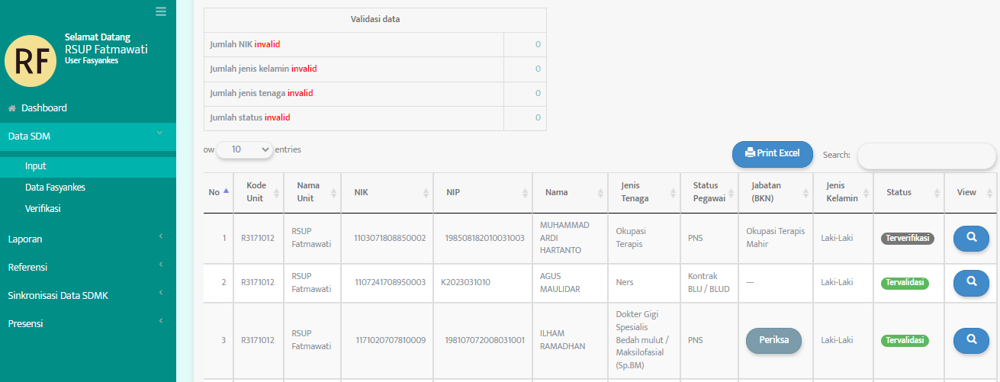 Selamat Datang
RSUP Fatmawati
User Fasyankes
RF
Dashboard
Data SDM
Input
Data Fasyankes
Verifikasi
Laporan
Referensi
Sinkronisasi Data SDMK
Presensi
Validasi data
Jumlah NIK invalid 0
Jumlah jenis kelamin invalid 0
Jumlah jenis tenaga invalid 0
Jumlah status invalid 0
ow 10 entries
Print Excel
Search:
No
Kode
Unit
Nama
Unit
NIK
NIP
Nama
Jenis
Tenaga
Status
Pegawai
Jabatan
(BKN)
Jenis
Kelamin
Status
View
1
R3171012
RSUP
Fatmawati
1103071808850002
198508182010031003
MUHAMMAD
ARDI
HARTANTO
Okupasi
Terapis
PNS
Okupasi Terapis
Mahir
Laki-Laki
Terverifikasi
2
R3171012
RSUP
Fatmawati
1107241708950003
K2023031010
AGUS
MAULIDAR
Ners
Kontrak
BLU / BLUD
---
Laki-Laki
Tervalidasi
3
R3171012
RSUP
Fatmawati
1171020707810009
198107072008031001
ILHAM
RAMADHAN
Dokter Gigi
Spesialis
Bedah mulut /
Maksilofasial
(Sp.BM)
PNS
Periksa
Laki-Laki
Tervalidasi